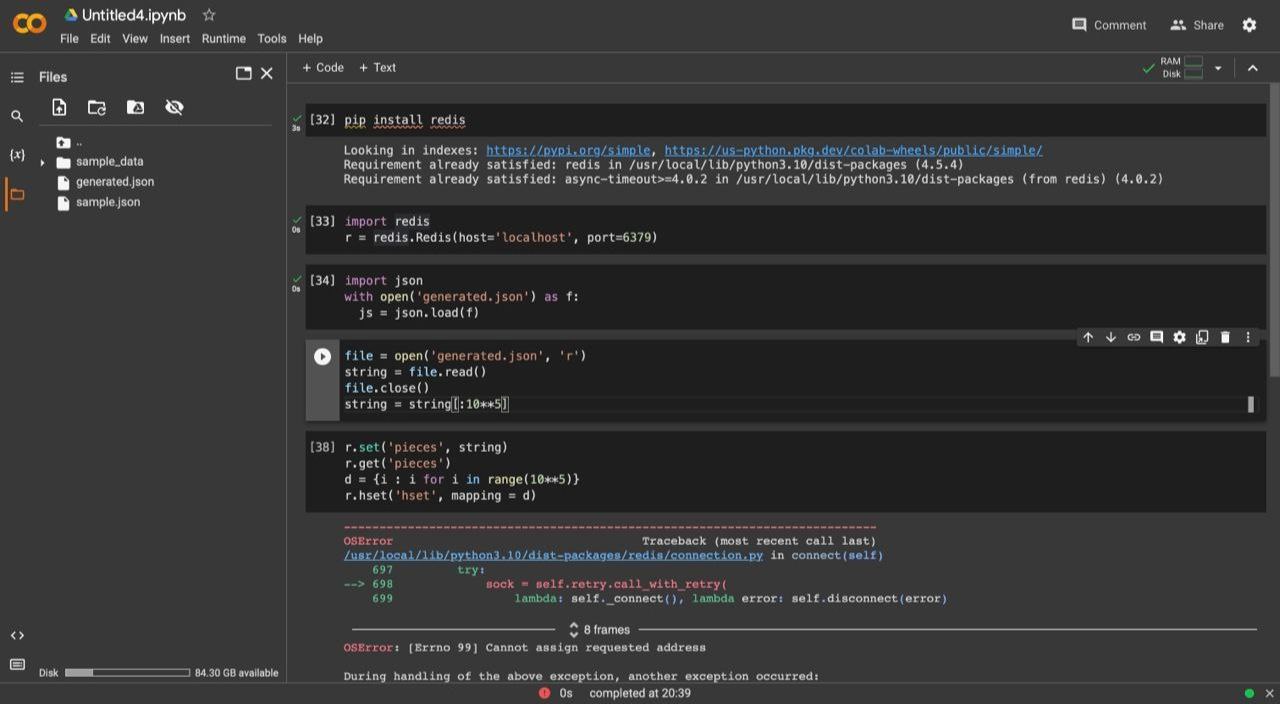 Untitled4.ipynb
File Edit View Insert Runtime Tools Help
Comment Share
Files
+ Code + Text
RAM
Disk
..
sample_data
generated.json
sample.json
{x}
3s
[32] pip install redis
Looking in indexes: https://pypi.org/simple, https://us-python.pkg.dev/colab-wheels/public/simple/
Requirement already satisfied: redis in /usr/local/lib/python3.10/dist-packages (4.5.4)
Requirement already satisfied: async-timeout>=4.0.2 in /usr/local/lib/python3.10/dist-packages (from redis) (4.0.2)
0s
[33] import redis
r = redis.Redis(host='localhost', port=6379)
0s
[34] import json
with open('generated.json') as f:
js = json.load(f)
file = open('generated.json', 'r')
string = file.read()
file.close()
string = string[:10**5]
[38] r.set('pieces', string)
r.get('pieces')
d = {i : i for i in range(10**5)}
r.hset('hset', mapping = d)
---------------------------------------------------------------------------
OSError Traceback (most recent call last)
/usr/local/lib/python3.10/dist-packages/redis/connection.py in connect(self)
697 try:
--> 698 sock = self.retry.call_with_retry(
699 lambda: self._connect(), lambda error: self.disconnect(error)
8 frames
OSError: [Errno 99] Cannot assign requested address
During handling of the above exception, another exception occurred:
Disk 84.30 GB available
0s completed at 20:39